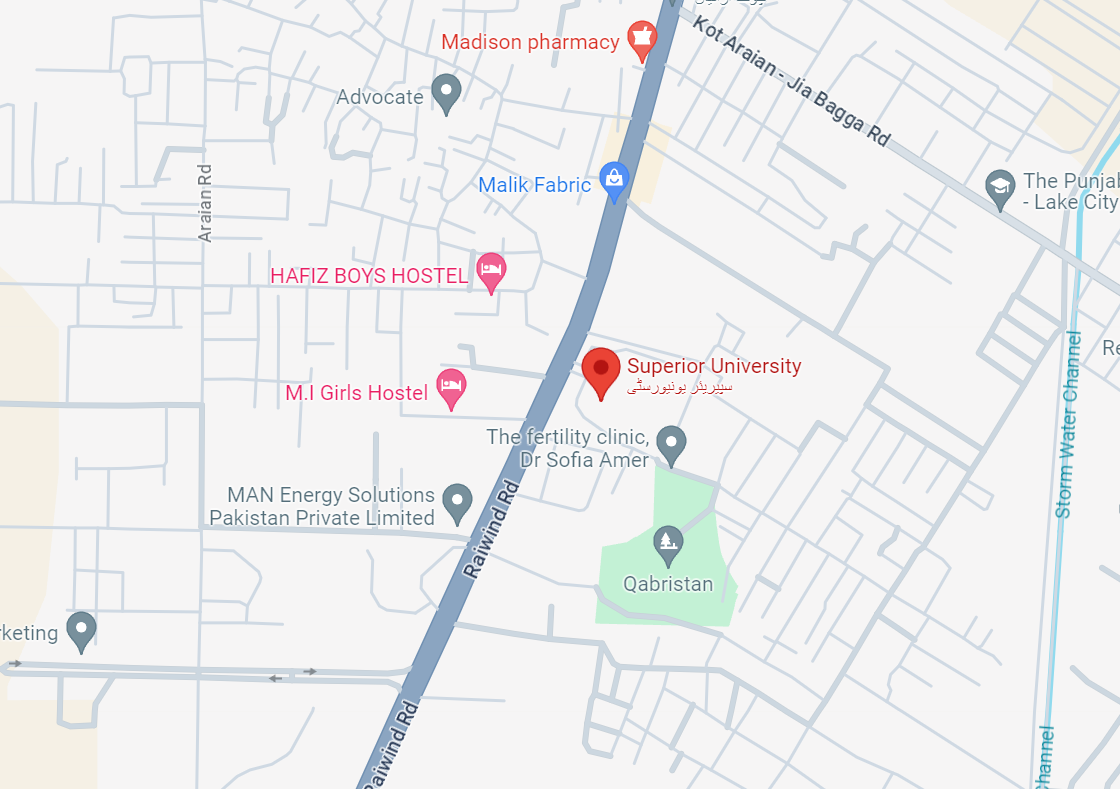 Madison pharmacy
Kot Araian - Jia Bagga Rd
Advocate
Araian Rd
Malik Fabric
The Punjab
- Lake City
HAFIZ BOYS HOSTEL
Superior University
سپیریئر یونیورسٹی
M.I Girls Hostel
Storm Water Channel
The fertility clinic,
Dr Sofia Amer
MAN Energy Solutions
Pakistan Private Limited
Raiwind Rd
Qabristan
rketing
Raiwind Rd
Channel